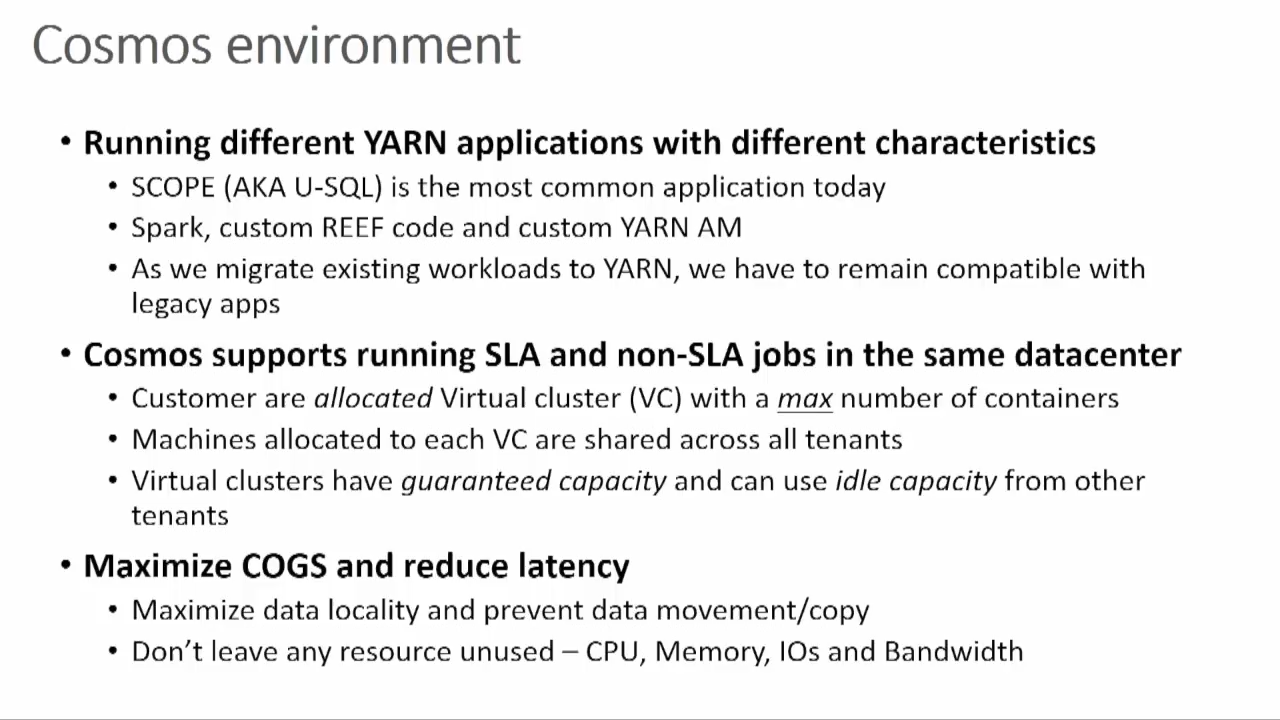 Cosmos environment
• Running different YARN applications with different characteristics
• SCOPE (AKA U-SQL) is the most common application today
• Spark, custom REEF code and custom YARN AM
• As we migrate existing workloads to YARN, we have to remain compatible with
legacy apps
• Cosmos supports running SLA and non-SLA jobs in the same datacenter
• Customer are allocated Virtual cluster (VC) with a max number of containers
• Machines allocated to each VC are shared across all tenants
• Virtual clusters have guaranteed capacity and can use idle capacity from other
tenants
• Maximize COGS and reduce latency
• Maximize data locality and prevent data movement/copy
• Don’t leave any resource unused – CPU, Memory, IOs and Bandwidth